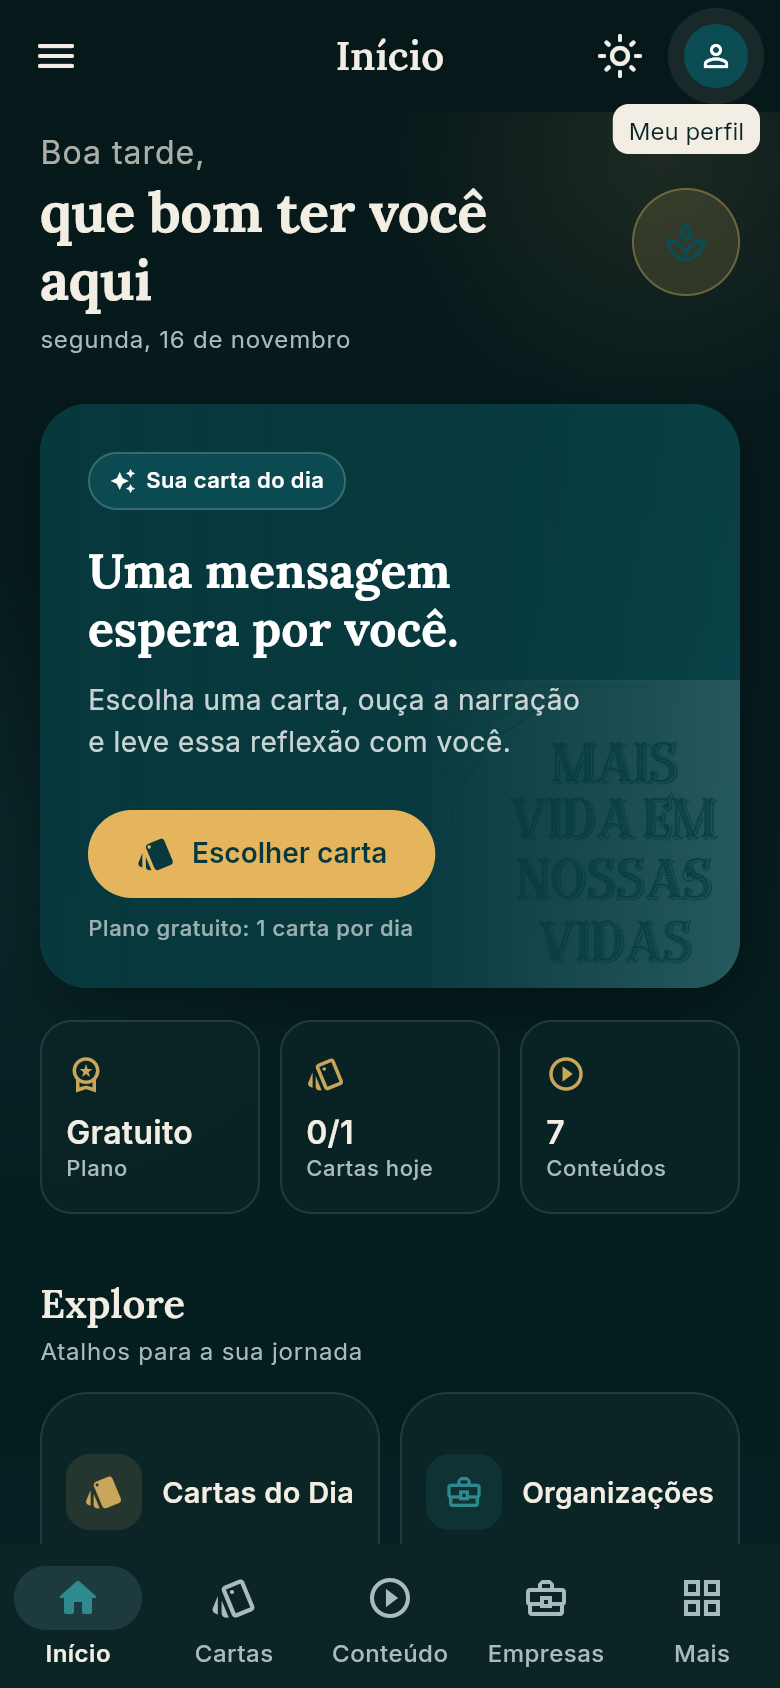 Início
Meu perfil
Boa tarde,
que bom ter você
aqui
segunda, 16 de novembro
Sua carta do dia
Uma mensagem
espera por você.
Escolha uma carta, ouça a narração
e leve essa reflexão com você.
MAIS
VIDA EM
NOSSAS
VIDAS
Escolher carta
Plano gratuito: 1 carta por dia
Gratuito
Plano
0/1
Cartas hoje
7
Conteúdos
Explore
Atalhos para a sua jornada
Cartas do Dia
Organizações
Início
Cartas
Conteúdo
Empresas
Mais